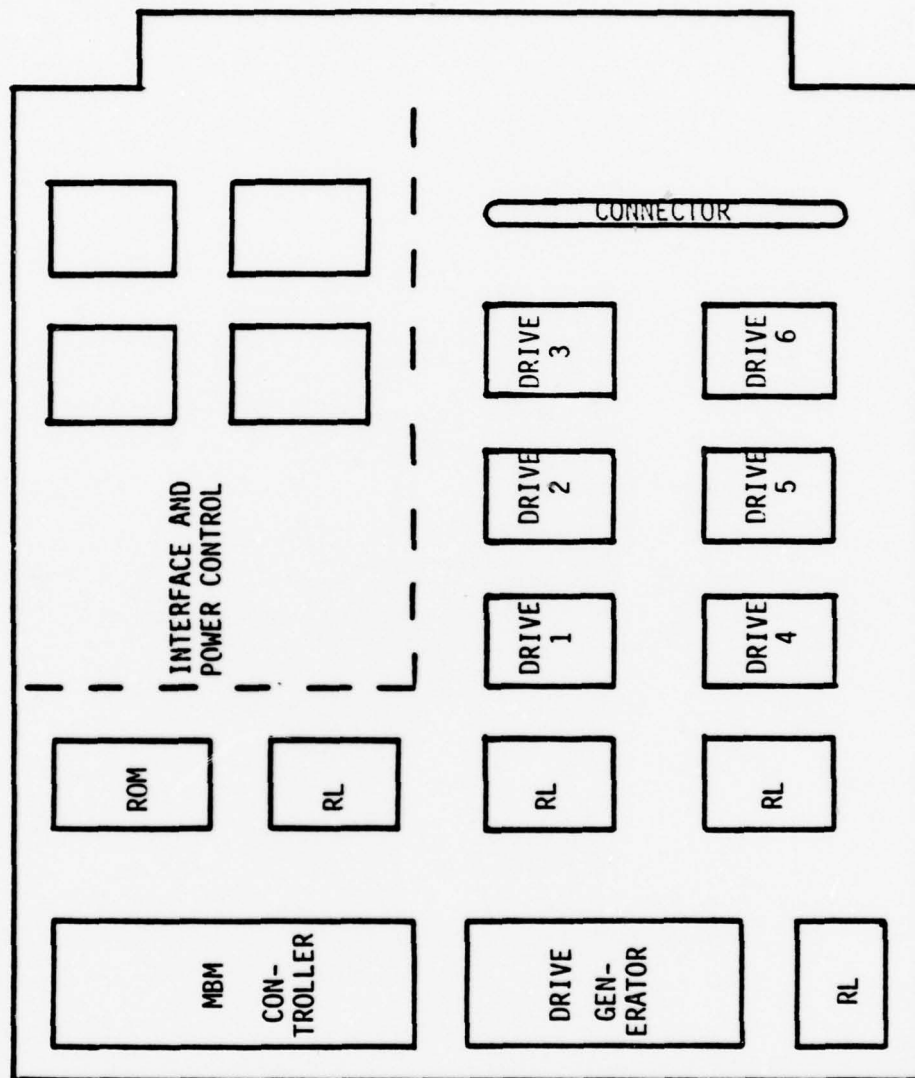 CONNECTOR
DRIVE
3
DRIVE
6
DRIVE
2
DRIVE
5
INTERFACE AND
POWER CONTROL
DRIVE
1
DRIVE
4
ROM
RL
RL
RL
MBM
CON-
TROLLER
DRIVE
GEN-
ERATOR
RL